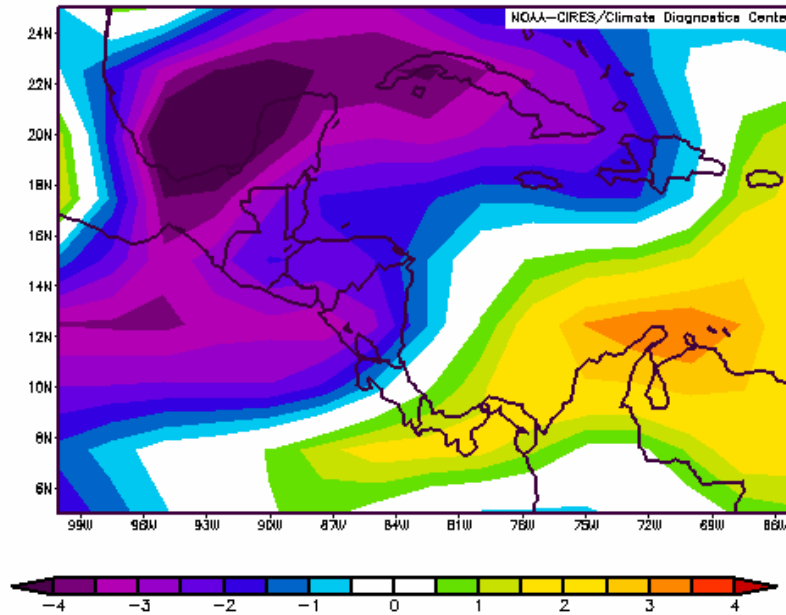 NOAA-CIRES/Climate Diagnostics Cente
24N
22N
20N
18N
16N
14N
12N
10N
8N
6N
99W 96W 93W 90W 87W 84W 81W 78W 75W 72W 69W 66W
-4 -3 -2 -1 0 1 2 3 4